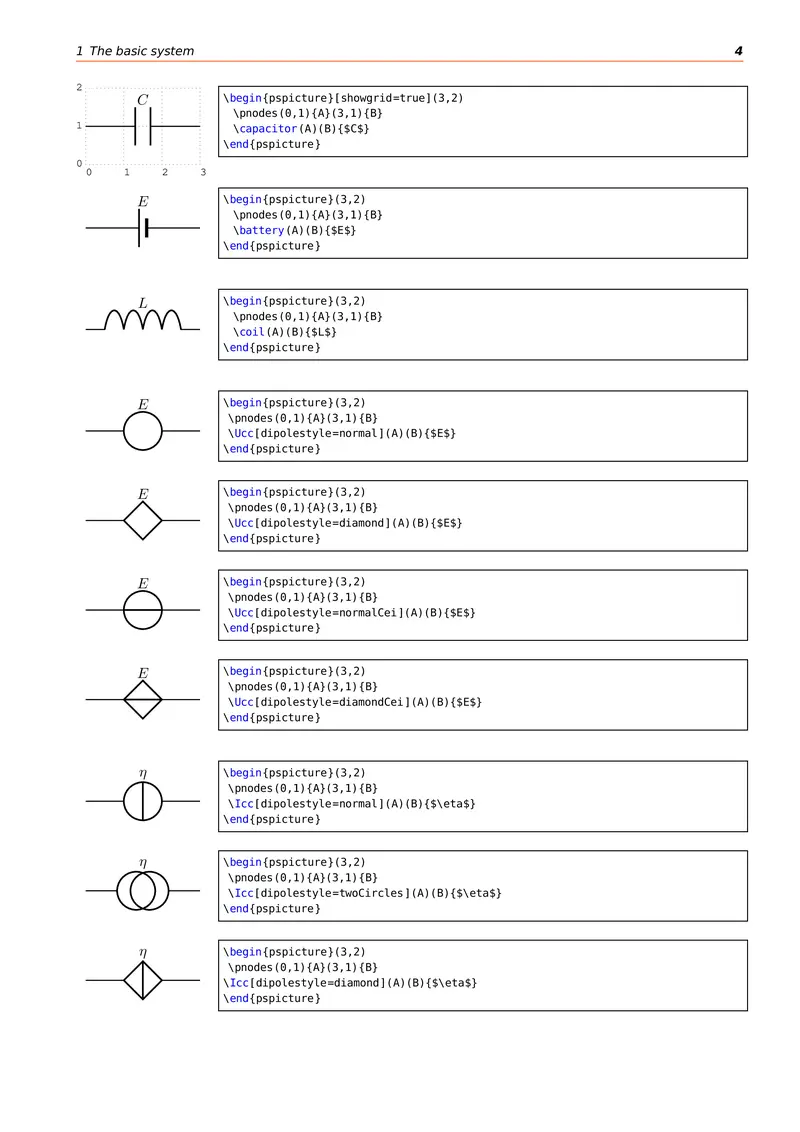 1 The basic system 4
2
1
0
0 1 2 3
C
\begin{pspicture}[showgrid=true](3,2)
  \pnodes(0,1){A}(3,1){B}
  \capacitor(A)(B){$C$}
\end{pspicture}
E
\begin{pspicture}(3,2)
  \pnodes(0,1){A}(3,1){B}
  \battery(A)(B){$E$}
\end{pspicture}
L
\begin{pspicture}(3,2)
  \pnodes(0,1){A}(3,1){B}
  \coil(A)(B){$L$}
\end{pspicture}
E
\begin{pspicture}(3,2)
 \pnodes(0,1){A}(3,1){B}
 \Ucc[dipolestyle=normal](A)(B){$E$}
\end{pspicture}
E
\begin{pspicture}(3,2)
 \pnodes(0,1){A}(3,1){B}
 \Ucc[dipolestyle=diamond](A)(B){$E$}
\end{pspicture}
E
\begin{pspicture}(3,2)
 \pnodes(0,1){A}(3,1){B}
 \Ucc[dipolestyle=normalCei](A)(B){$E$}
\end{pspicture}
E
\begin{pspicture}(3,2)
 \pnodes(0,1){A}(3,1){B}
 \Ucc[dipolestyle=diamondCei](A)(B){$E$}
\end{pspicture}
η
\begin{pspicture}(3,2)
 \pnodes(0,1){A}(3,1){B}
 \Icc[dipolestyle=normal](A)(B){$\eta$}
\end{pspicture}
η
\begin{pspicture}(3,2)
 \pnodes(0,1){A}(3,1){B}
 \Icc[dipolestyle=twoCircles](A)(B){$\eta$}
\end{pspicture}
η
\begin{pspicture}(3,2)
 \pnodes(0,1){A}(3,1){B}
\Icc[dipolestyle=diamond](A)(B){$\eta$}
\end{pspicture}